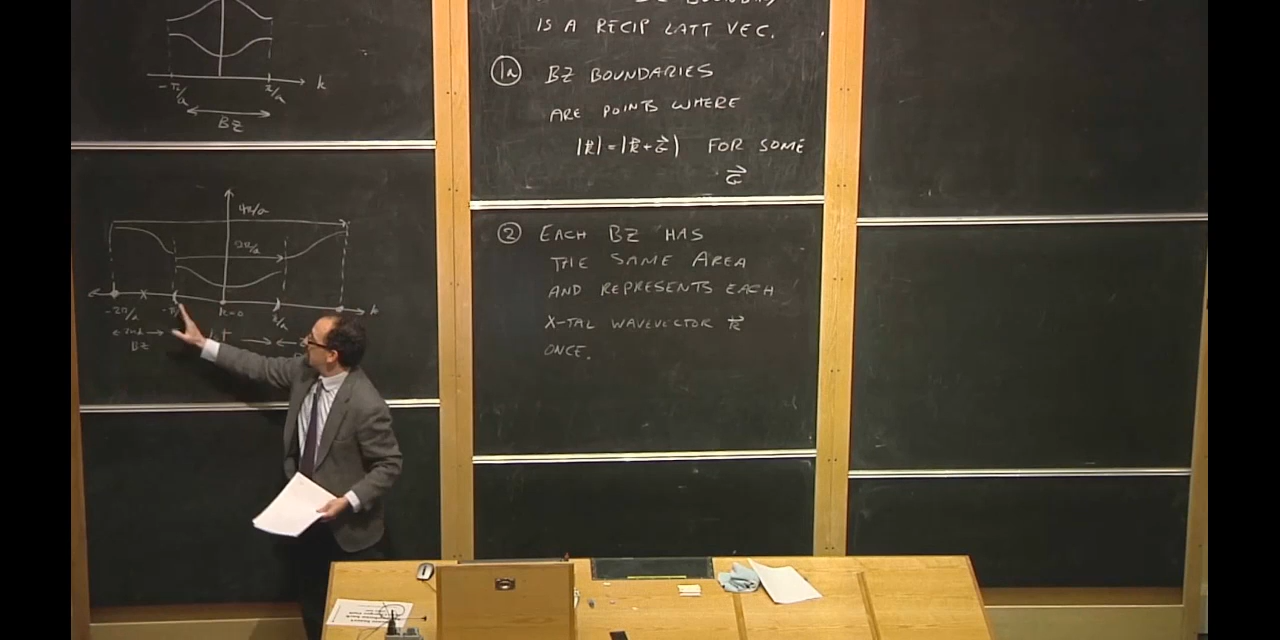 k
-π/a
π/a
BZ
4π/a
2π/a
-2π/a
k=0
k
π/a
2nd
BZ
IS A RECIP LATT VEC.
1a BZ BOUNDARIES
ARE POINTS WHERE
|k⃗| = |k⃗+G⃗| FOR SOME
G⃗
2 EACH BZ HAS
THE SAME AREA
AND REPRESENTS EACH
X-TAL WAVEVECTOR k⃗
ONCE.